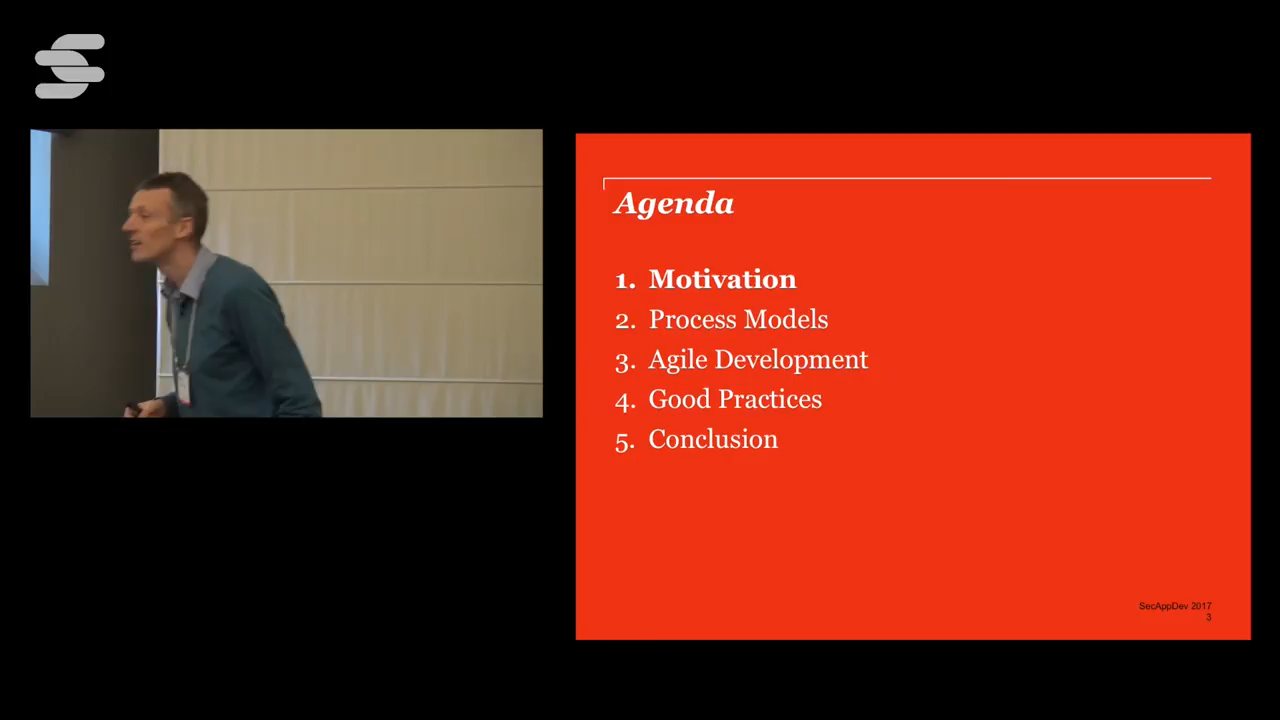 Agenda
1. Motivation
2. Process Models
3. Agile Development
4. Good Practices
5. Conclusion
SecAppDev 2017
3